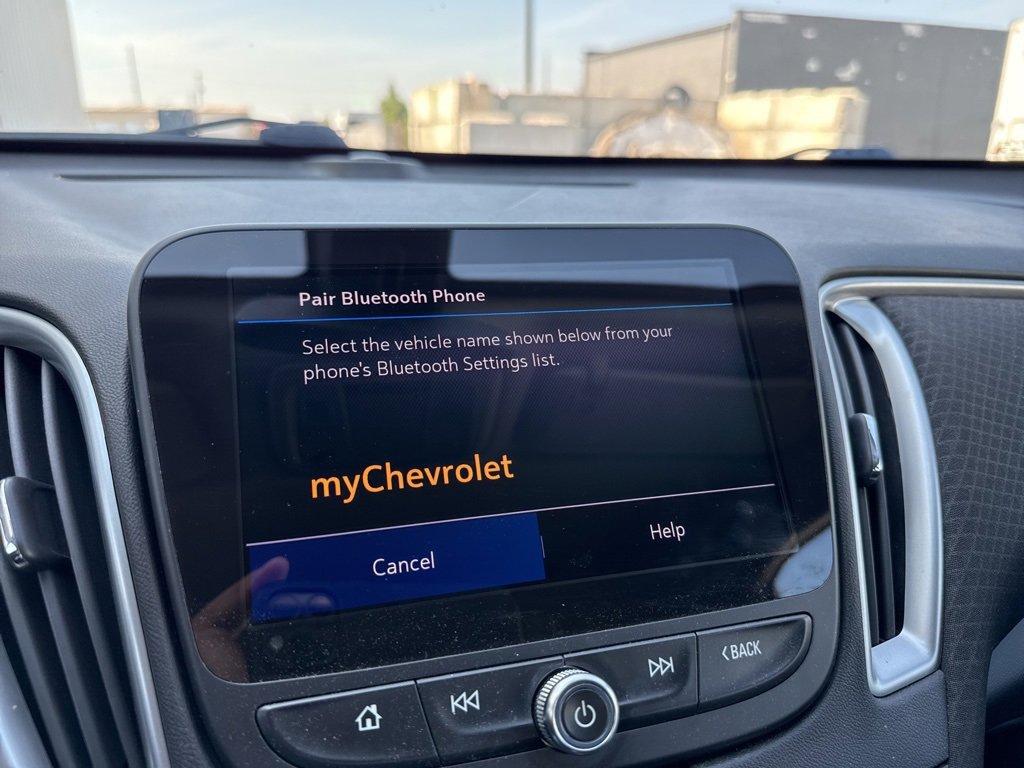 Pair Bluetooth Phone
Select the vehicle name shown below from your
phone's Bluetooth Settings list.
myChevrolet
Cancel
Help
BACK